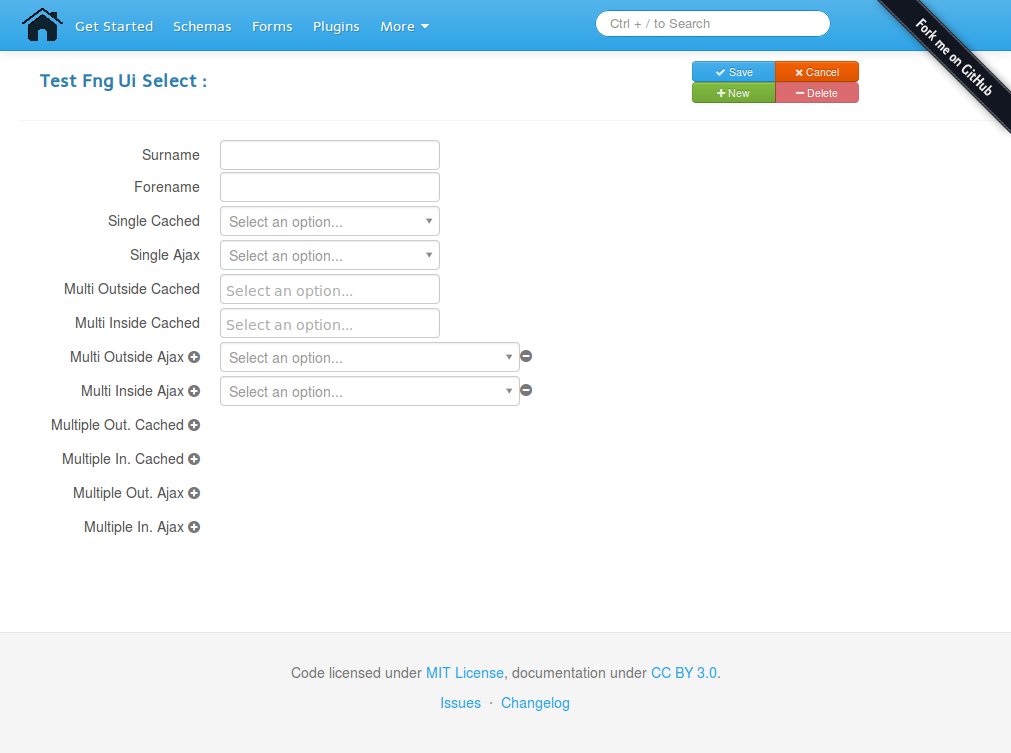 Get Started Schemas Forms Plugins More Ctrl + / to Search
Fork me on GitHub
Test Fng Ui Select :
Save Cancel
New Delete
Surname
Forename
Single Cached Select an option...
Single Ajax Select an option...
Multi Outside Cached Select an option...
Multi Inside Cached Select an option...
Multi Outside Ajax Select an option...
Multi Inside Ajax Select an option...
Multiple Out. Cached
Multiple In. Cached
Multiple Out. Ajax
Multiple In. Ajax
Code licensed under MIT License, documentation under CC BY 3.0.
Issues · Changelog